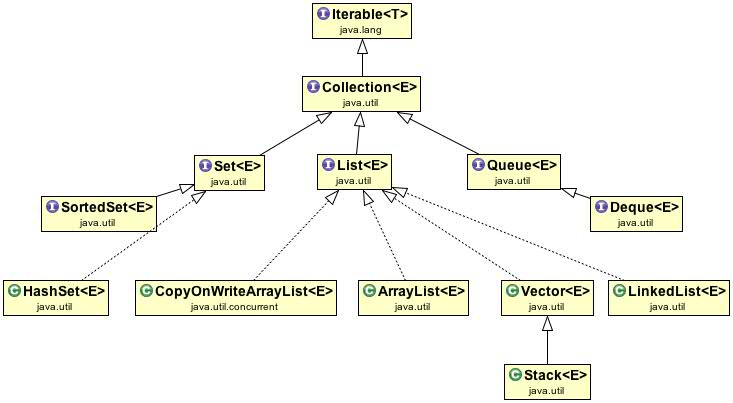 I Iterable<T>
java.lang
I Collection<E>
java.util
I Set<E>
java.util
I List<E>
java.util
I Queue<E>
java.util
I SortedSet<E>
java.util
I Deque<E>
java.util
C HashSet<E>
java.util
C CopyOnWriteArrayList<E>
java.util.concurrent
C ArrayList<E>
java.util
C Vector<E>
java.util
C LinkedList<E>
java.util
C Stack<E>
java.util